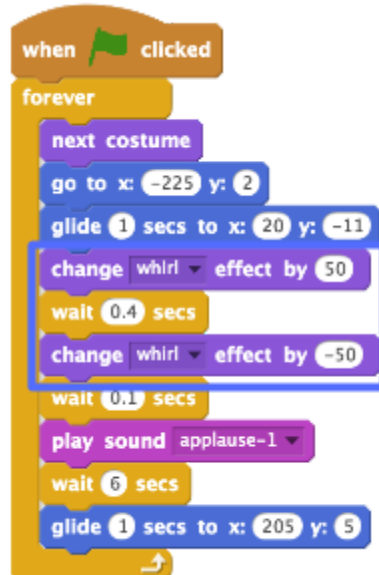 when clicked
forever
next costume
go to x: -225 y: 2
glide 1 secs to x: 20 y: -11
change whirl effect by 50
wait 0.4 secs
change whirl effect by -50
wait 0.1 secs
play sound applause-1
wait 6 secs
glide 1 secs to x: 205 y: 5